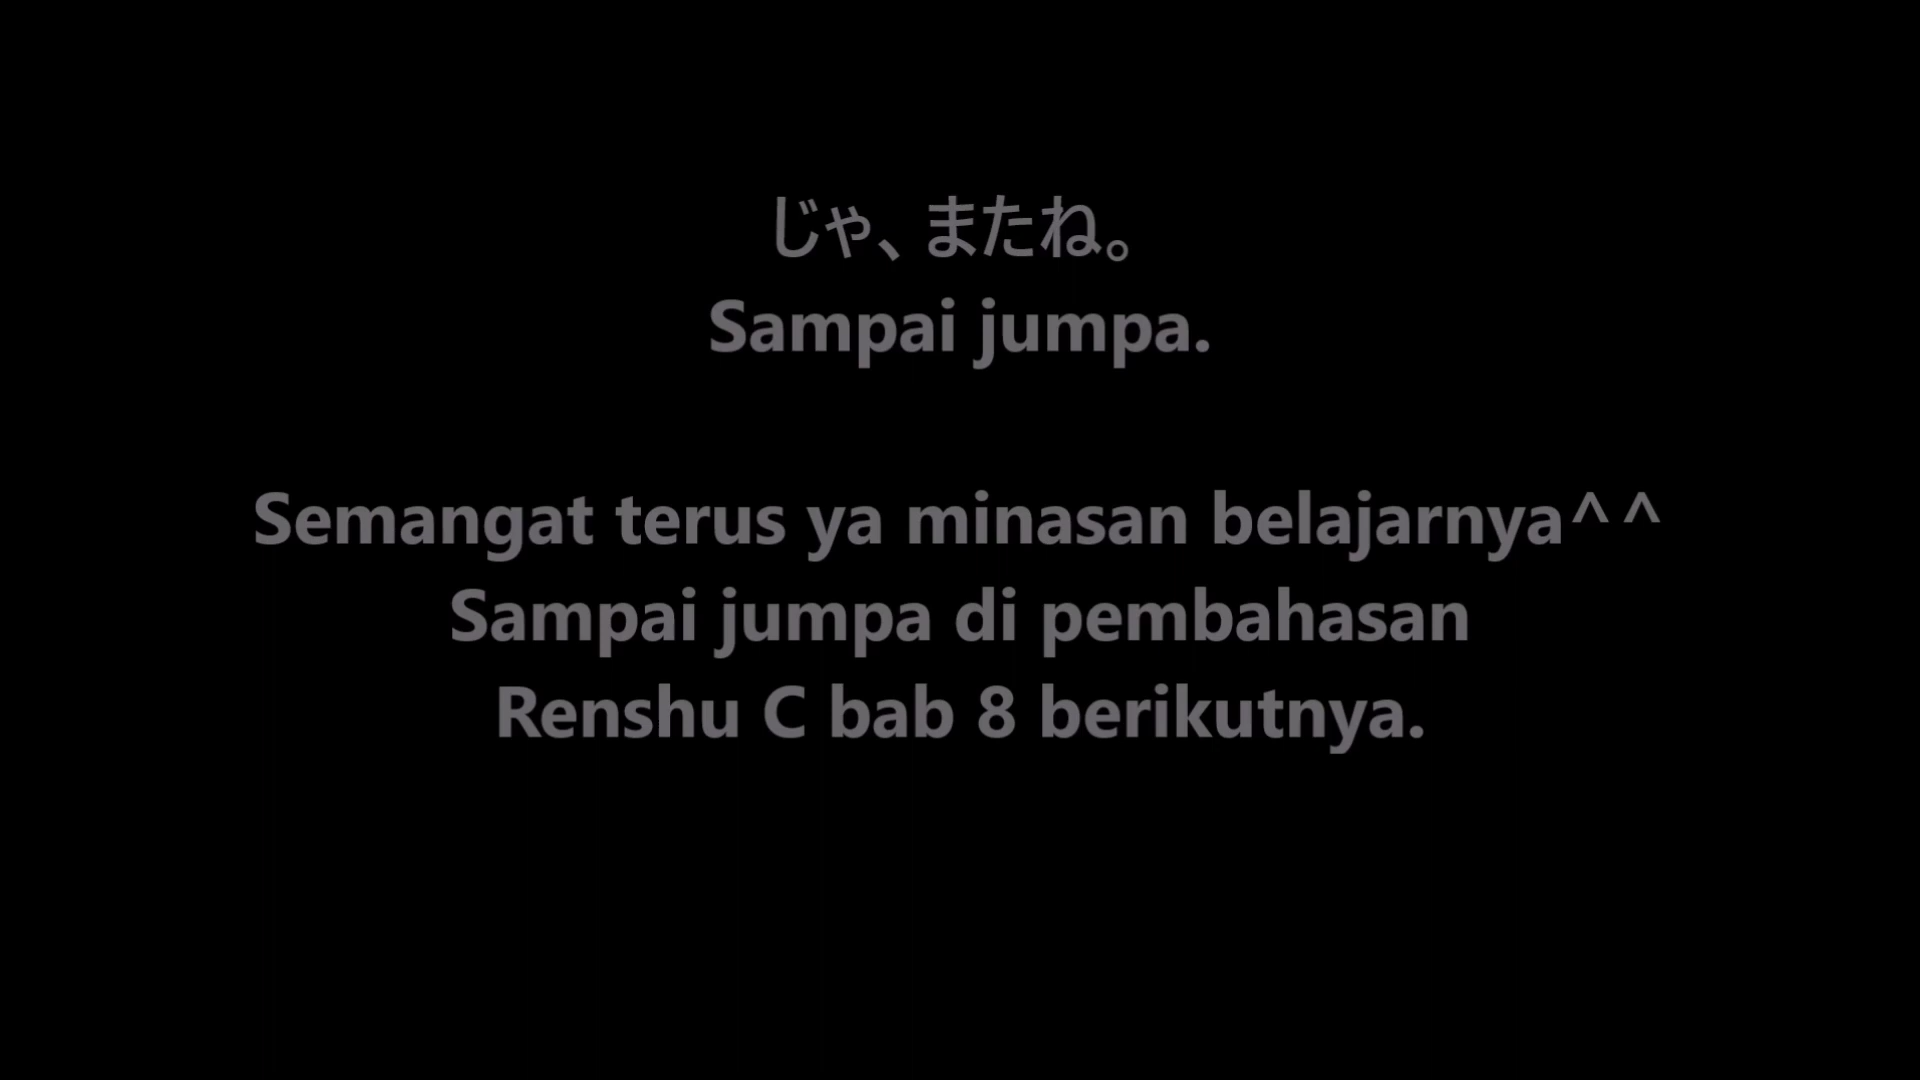 じゃ、またね。
Sampai jumpa.
Semangat terus ya minasan belajarnya^^
Sampai jumpa di pembahasan
Renshu C bab 8 berikutnya.